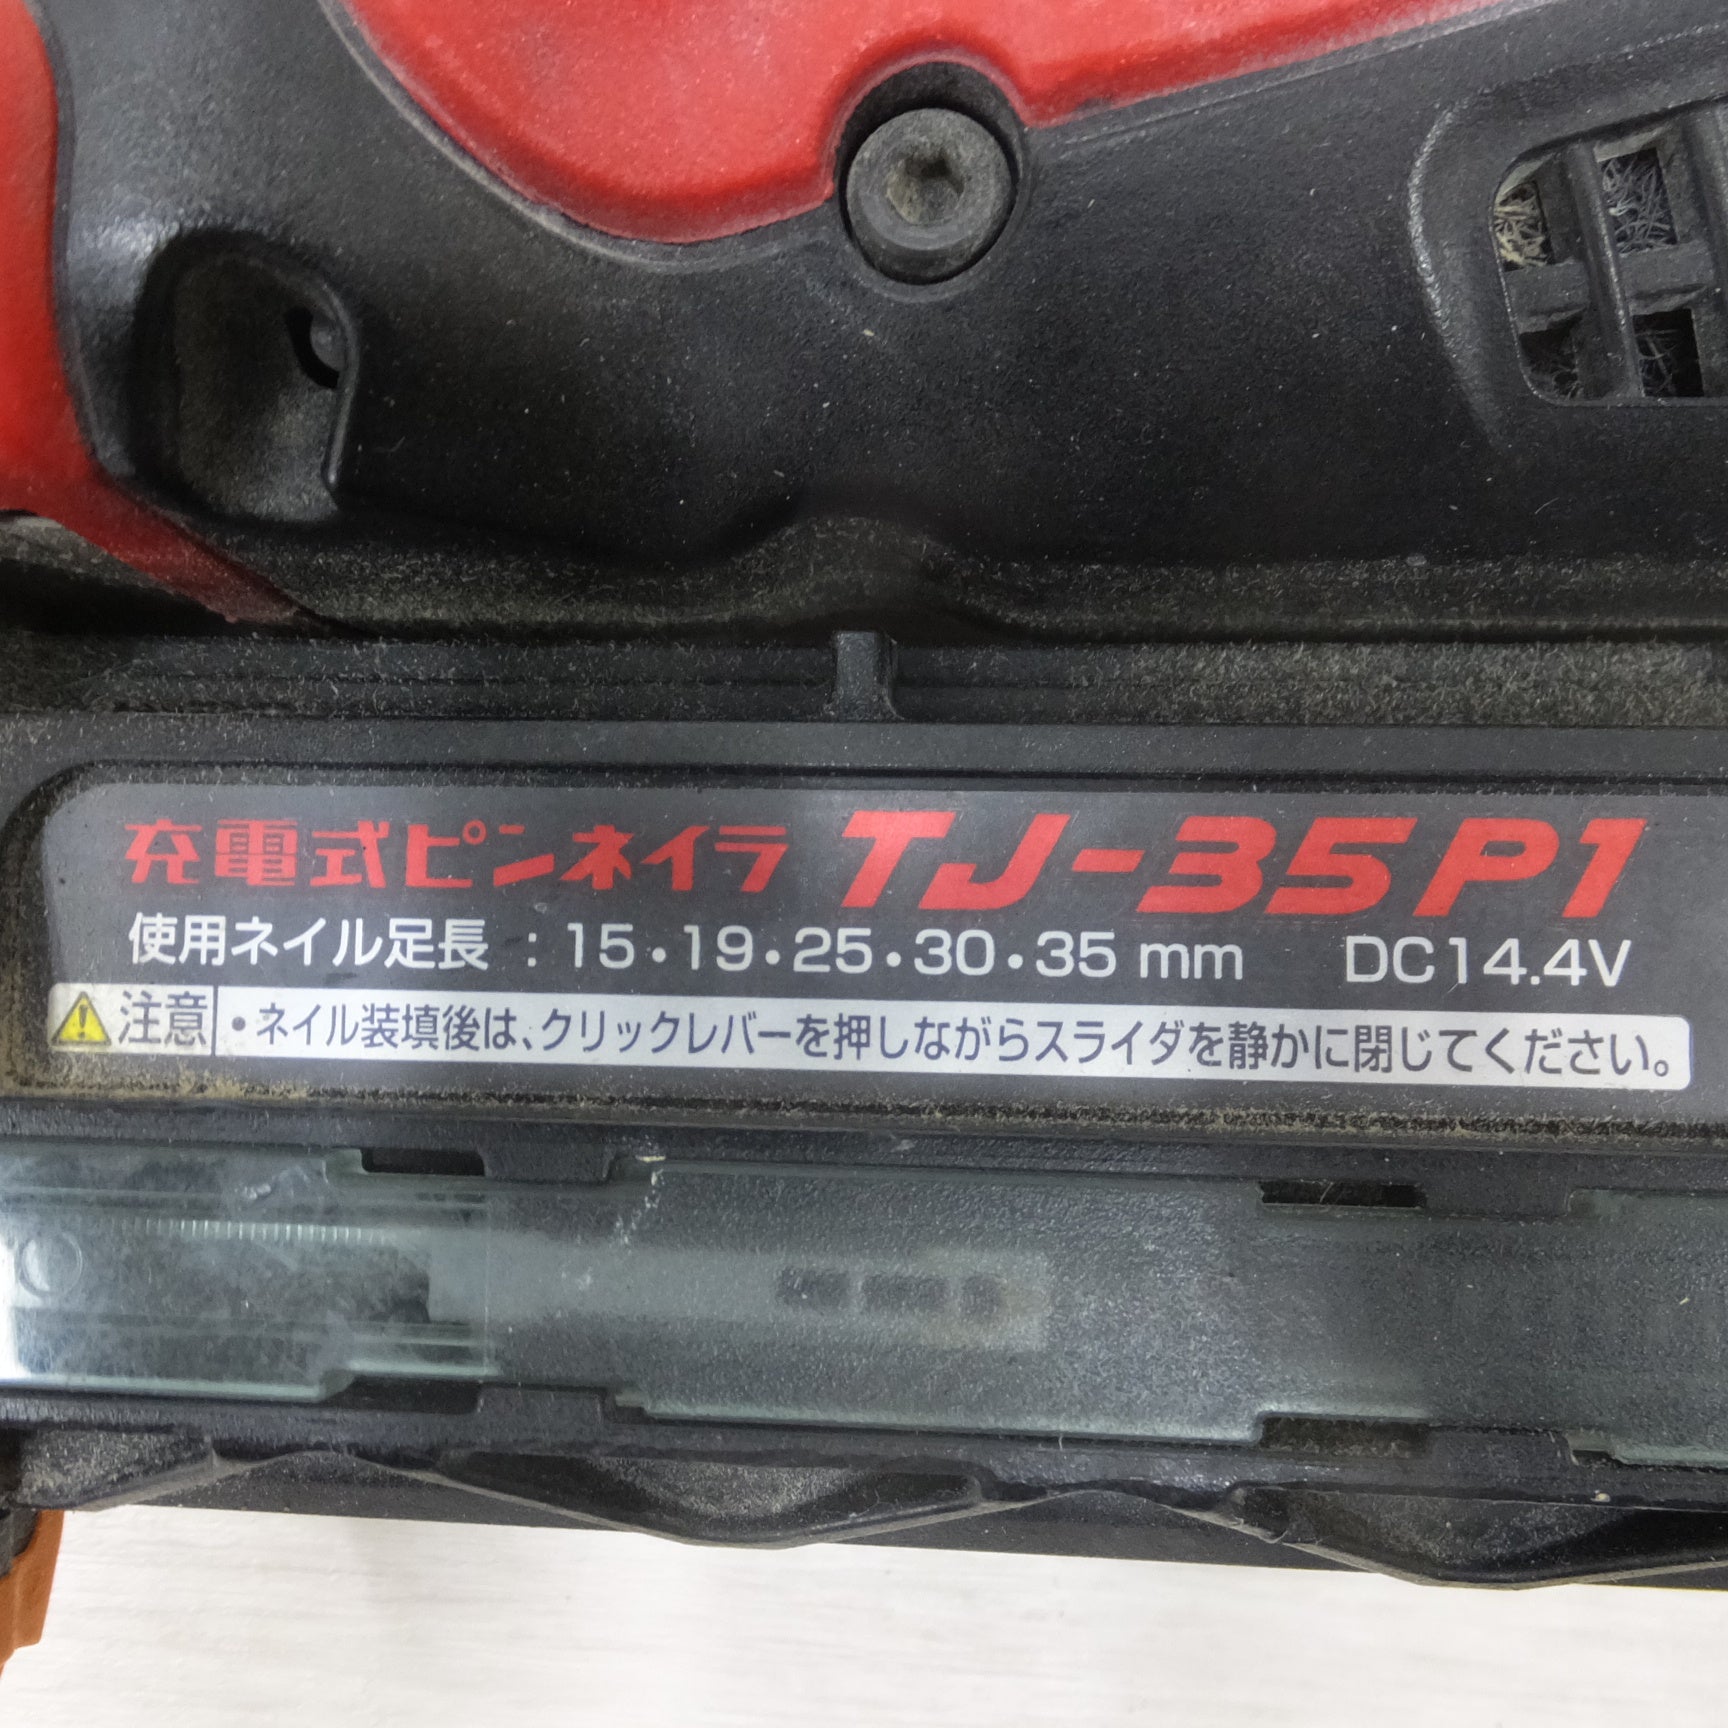 充電式ピンネイラ TJ-35P1
使用ネイル足長 : 15・19・25・30・35 mm DC14.4V
注意 ・ネイル装填後は、クリックレバーを押しながらスライダを静かに閉じてください。